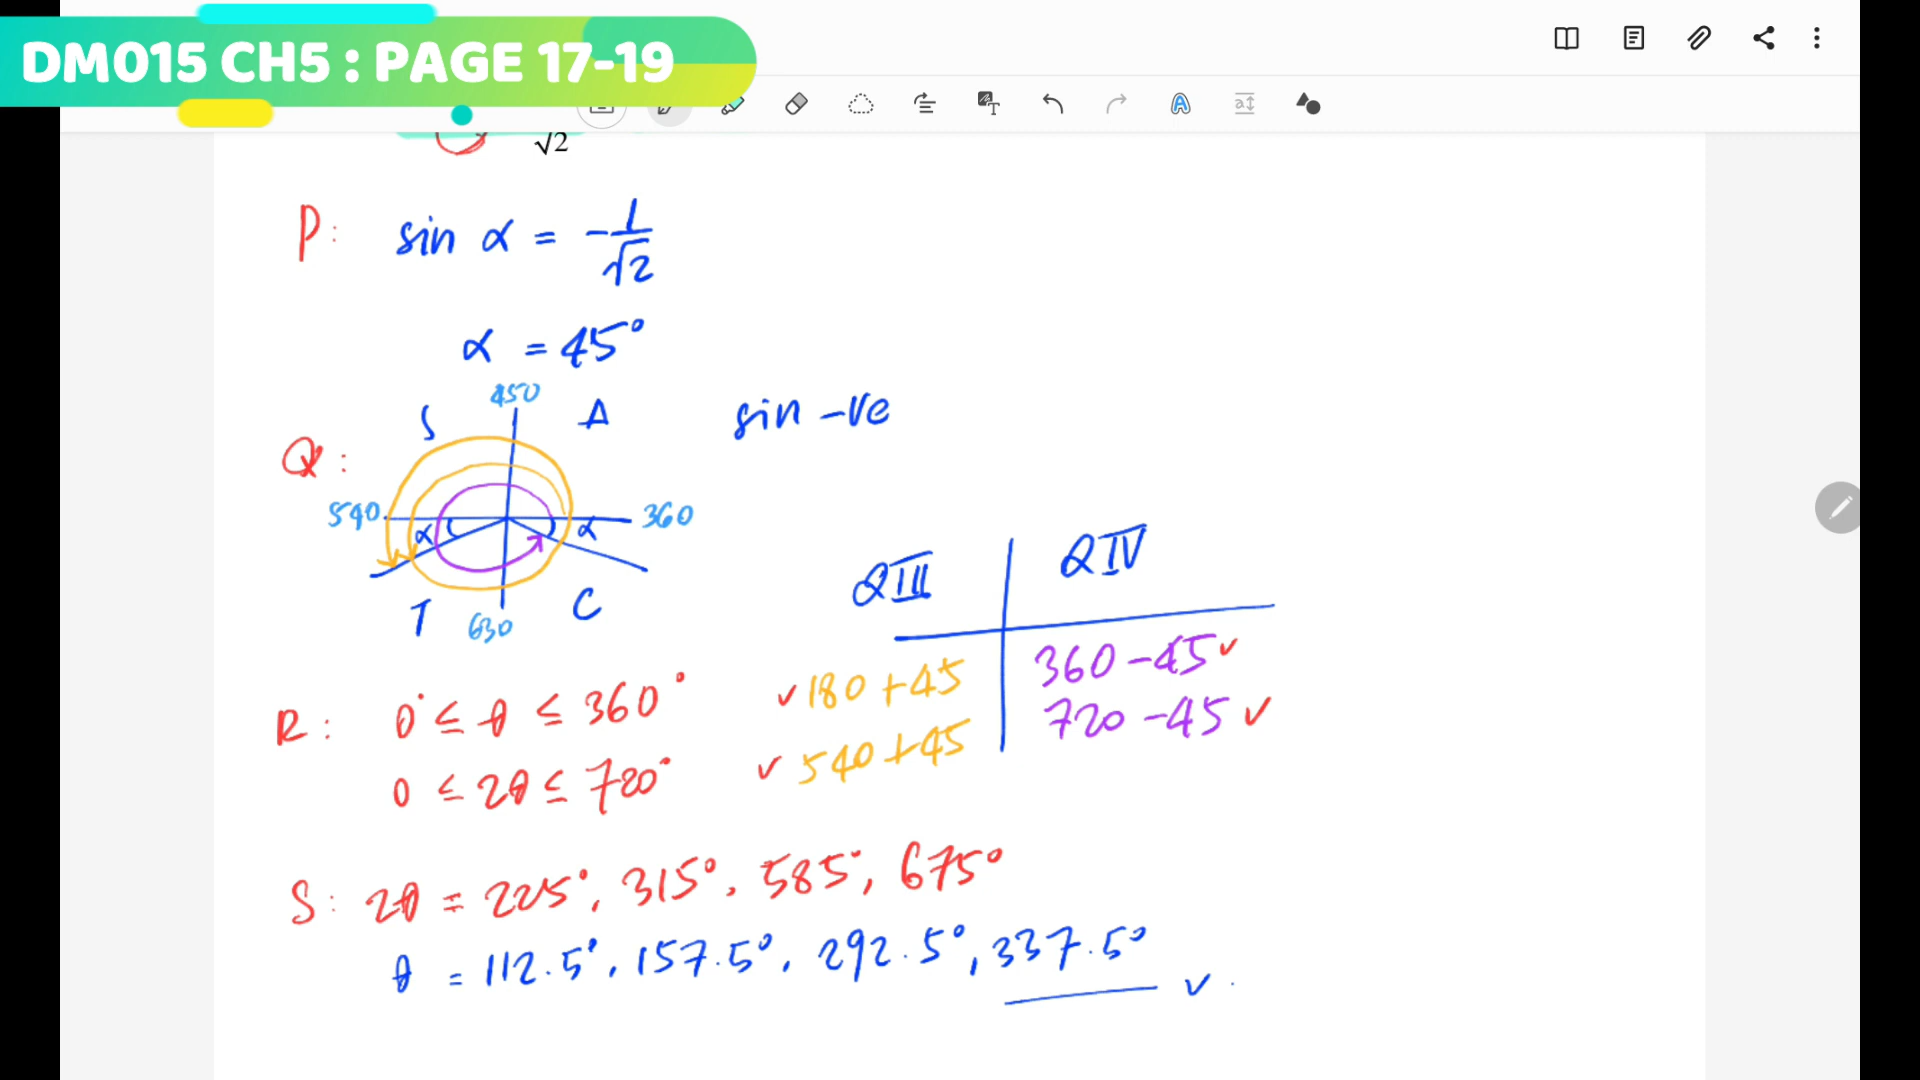 DM015 CH5 : PAGE 17-19
√2
P: sin α = -1/√2
α = 45°
450
S A
sin -ve
Q:
540 360
α α
T C
630
QIII QIV
✓180+45 360-45✓
✓540+45 720-45✓
R: 0° ≤ θ ≤ 360°
0 ≤ 2θ ≤ 720°
S: 2θ = 225°, 315°, 585°, 675°
θ = 112.5°, 157.5°, 292.5°, 337.5° ✓